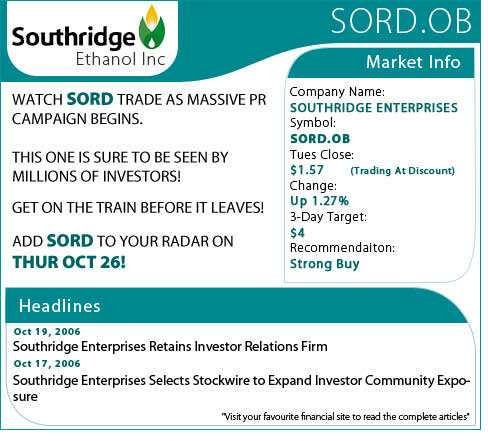 Southridge
Ethanol Inc
SORD.OB
Market Info
WATCH SORD TRADE AS MASSIVE PR
CAMPAIGN BEGINS.
THIS ONE IS SURE TO BE SEEN BY
MILLIONS OF INVESTORS!
GET ON THE TRAIN BEFORE IT LEAVES!
ADD SORD TO YOUR RADAR ON
THUR OCT 26!
Company Name:
SOUTHRIDGE ENTERPRISES
Symbol:
SORD.OB
Tues Close:
$1.57 (Trading At Discount)
Change:
Up 1.27%
3-Day Target:
$4
Recommendaiton:
Strong Buy
Headlines
Oct 19, 2006
Southridge Enterprises Retains Investor Relations Firm
Oct 17, 2006
Southridge Enterprises Selects Stockwire to Expand Investor Community Expo-
sure
"Visit your favourite financial site to read the complete articles"